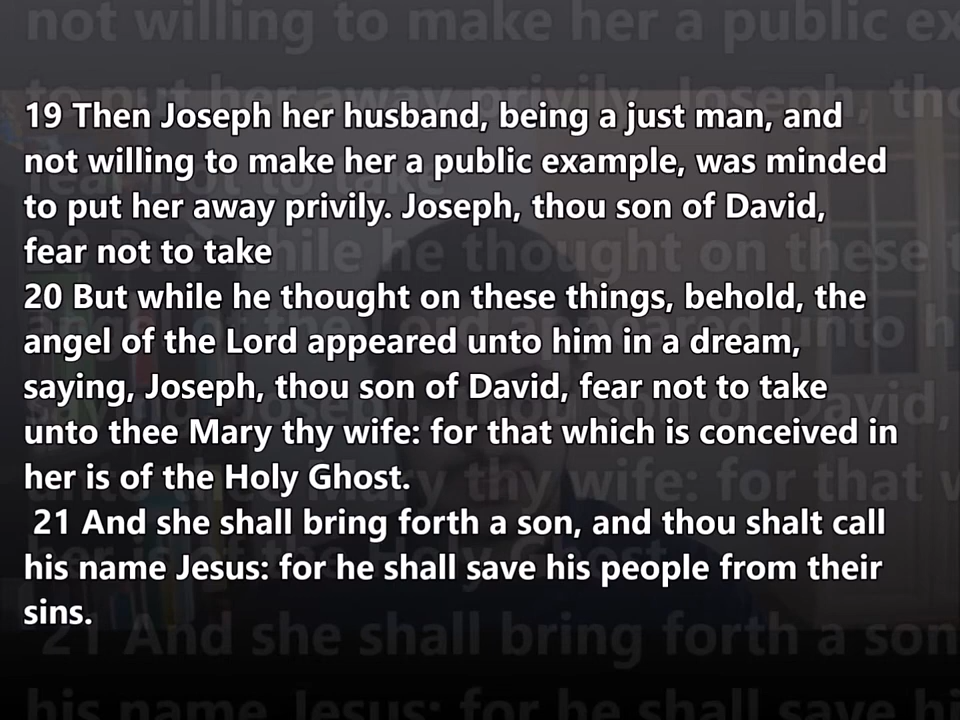 19 Then Joseph her husband, being a just man, and
not willing to make her a public example, was minded
to put her away privily. Joseph, thou son of David,
fear not to take
20 But while he thought on these things, behold, the
angel of the Lord appeared unto him in a dream,
saying, Joseph, thou son of David, fear not to take
unto thee Mary thy wife: for that which is conceived in
her is of the Holy Ghost.
21 And she shall bring forth a son, and thou shalt call
his name Jesus: for he shall save his people from their
sins.